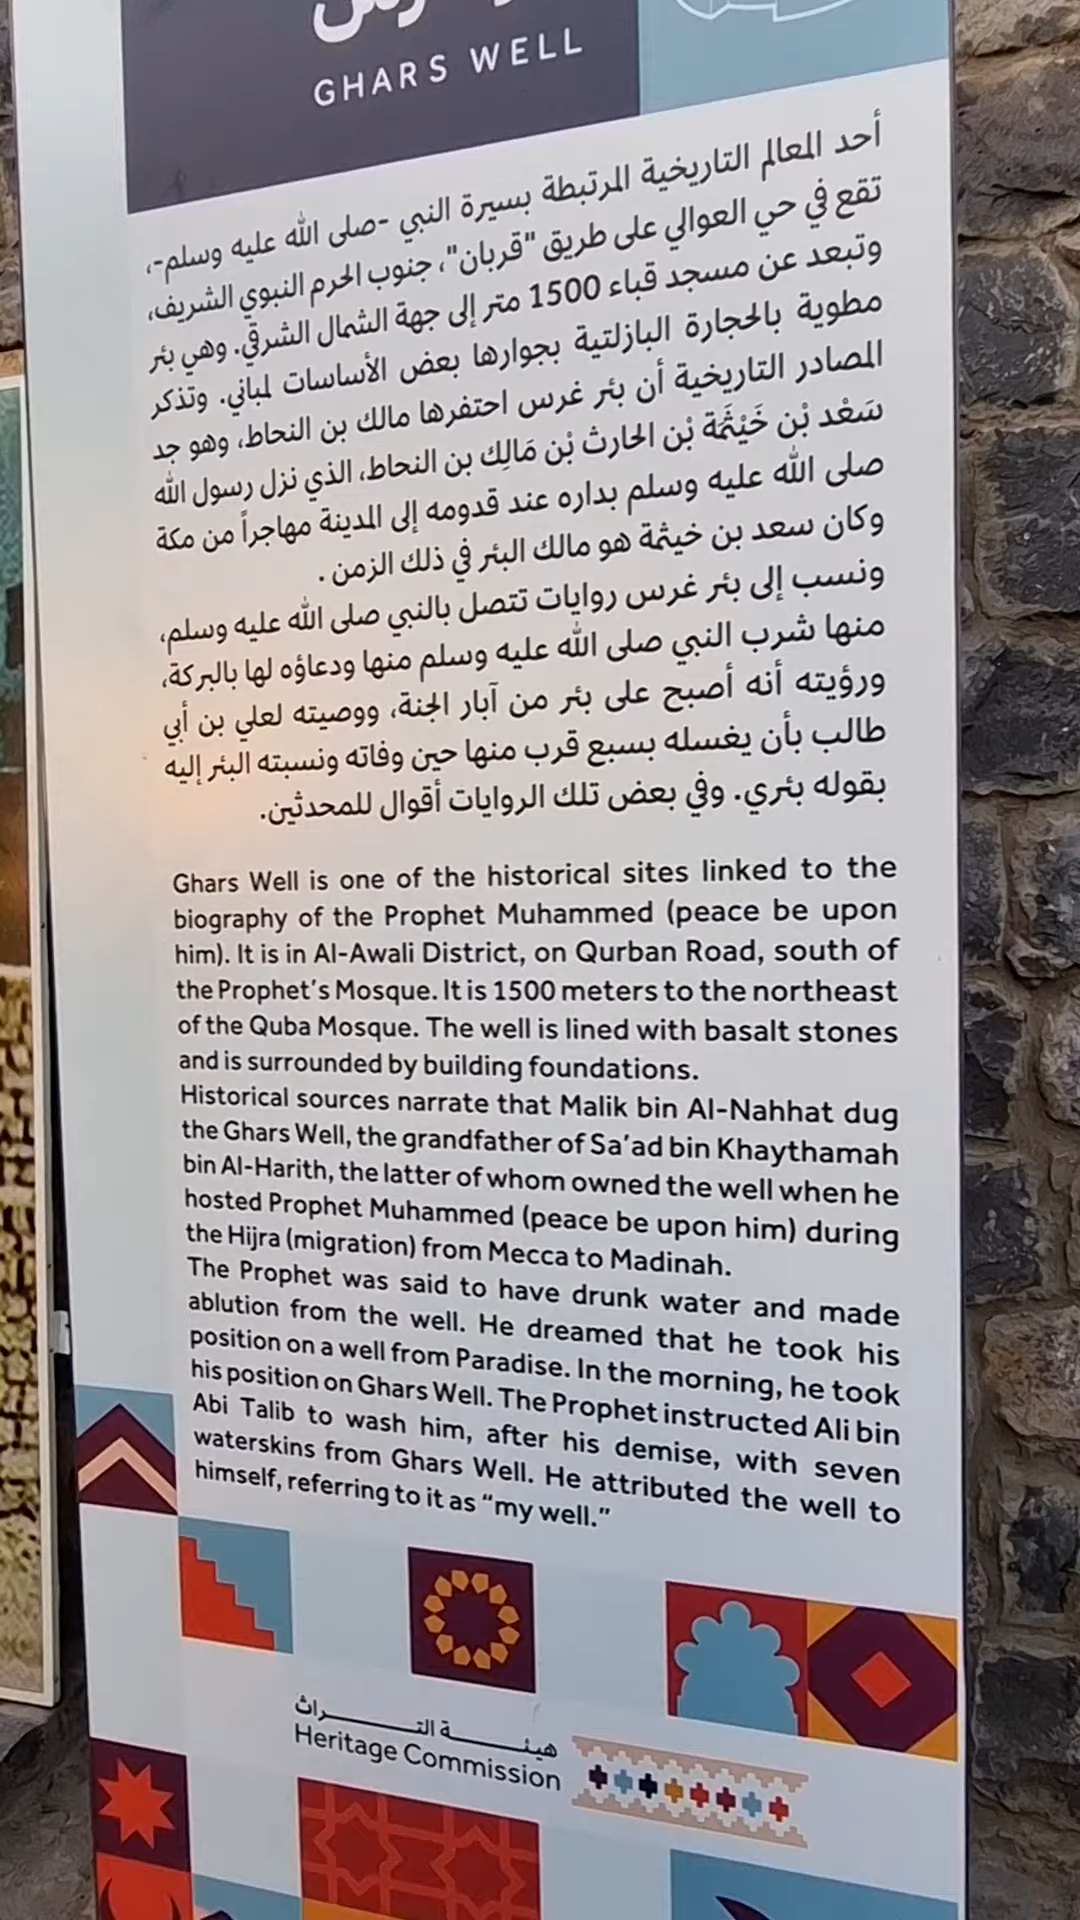 GHARS WELL
أحد المعالم التاريخية المرتبطة بسيرة النبي -صلى الله عليه وسلم-،
تقع في حي العوالي على طريق "قربان"، جنوب الحرم النبوي الشريف،
وتبعد عن مسجد قباء 1500 متر إلى جهة الشمال الشرقي. وهي بئر
مطوية بالحجارة البازلتية بجوارها بعض الأساسات لمباني. وتذكر
المصادر التاريخية أن بئر غرس احتفرها مالك بن النحاط، وهو جد
سَعْد بْن خَيْثَمَة بْن الحارث بْن مَالِك بن النحاط، الذي نزل رسول الله
صلى الله عليه وسلم بداره عند قدومه إلى المدينة مهاجراً من مكة
وكان سعد بن خيثمة هو مالك البئر في ذلك الزمن .
ونسب إلى بئر غرس روايات تتصل بالنبي صلى الله عليه وسلم،
منها شرب النبي صلى الله عليه وسلم منها ودعاؤه لها بالبركة،
ورؤيته أنه أصبح على بئر من آبار الجنة، ووصيته لعلي بن أبي
طالب بأن يغسله بسبع قرب منها حين وفاته ونسبته البئر إليه
بقوله بئري. وفي بعض تلك الروايات أقوال للمحدثين.
Ghars Well is one of the historical sites linked to the
biography of the Prophet Muhammed (peace be upon
him). It is in Al-Awali District, on Qurban Road, south of
the Prophet's Mosque. It is 1500 meters to the northeast
of the Quba Mosque. The well is lined with basalt stones
and is surrounded by building foundations.
Historical sources narrate that Malik bin Al-Nahhat dug
the Ghars Well, the grandfather of Sa'ad bin Khaythamah
bin Al-Harith, the latter of whom owned the well when he
hosted Prophet Muhammed (peace be upon him) during
the Hijra (migration) from Mecca to Madinah.
The Prophet was said to have drunk water and made
ablution from the well. He dreamed that he took his
position on a well from Paradise. In the morning, he took
his position on Ghars Well. The Prophet instructed Ali bin
Abi Talib to wash him, after his demise, with seven
waterskins from Ghars Well. He attributed the well to
himself, referring to it as "my well."
هيئة التراث
Heritage Commission